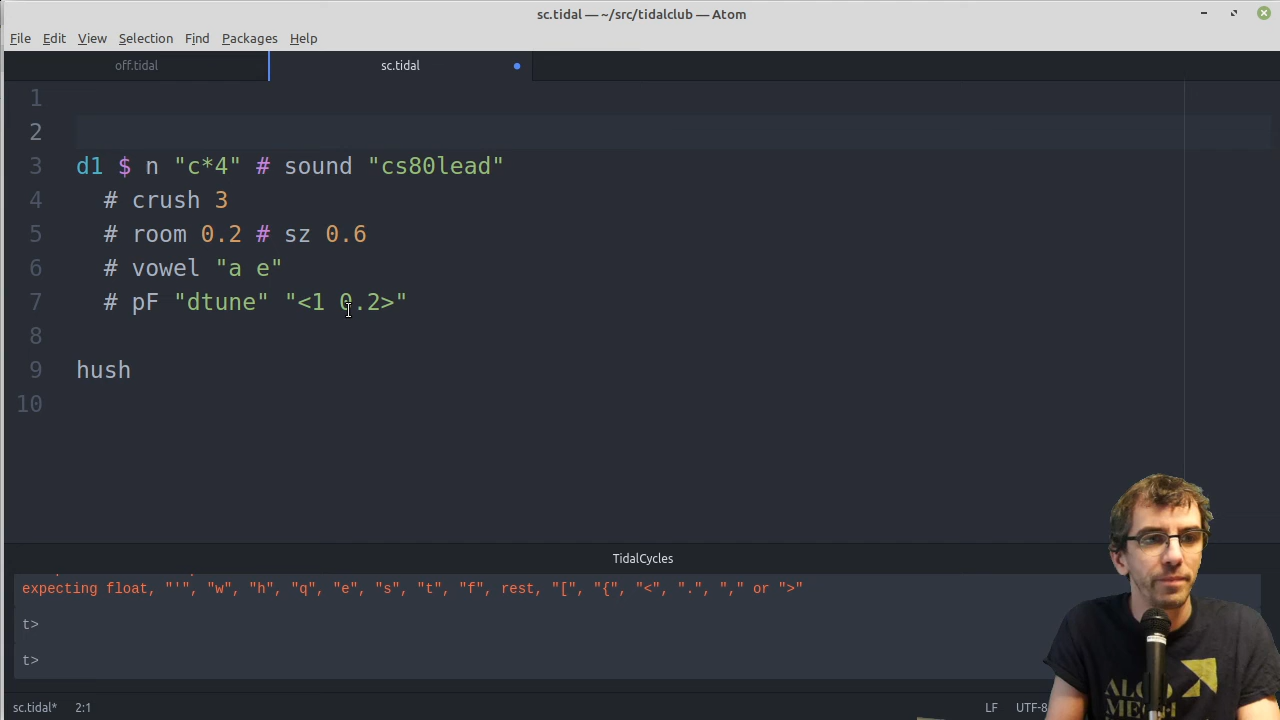 sc.tidal — ~/src/tidalclub — Atom
File Edit View Selection Find Packages Help
off.tidal sc.tidal
1
2
3 d1 $ n "c*4" # sound "cs80lead"
4 # crush 3
5 # room 0.2 # sz 0.6
6 # vowel "a e"
7 # pF "dtune" "<1 0.2>"
8
9 hush
10
TidalCycles
expecting float, "'", "w", "h", "q", "e", "s", "t", "f", rest, "[", "{", "<", ".", "," or ">"
t>
t>
sc.tidal* 2:1 LF UTF-8